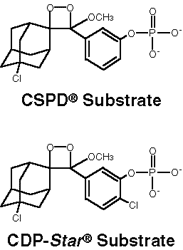 O-O
OCH₃
O
O-P-O⁻
O⁻
Cl
CSPD® Substrate
O-O
OCH₃
O
O-P-O⁻
O⁻
Cl
Cl
CDP-Star® Substrate